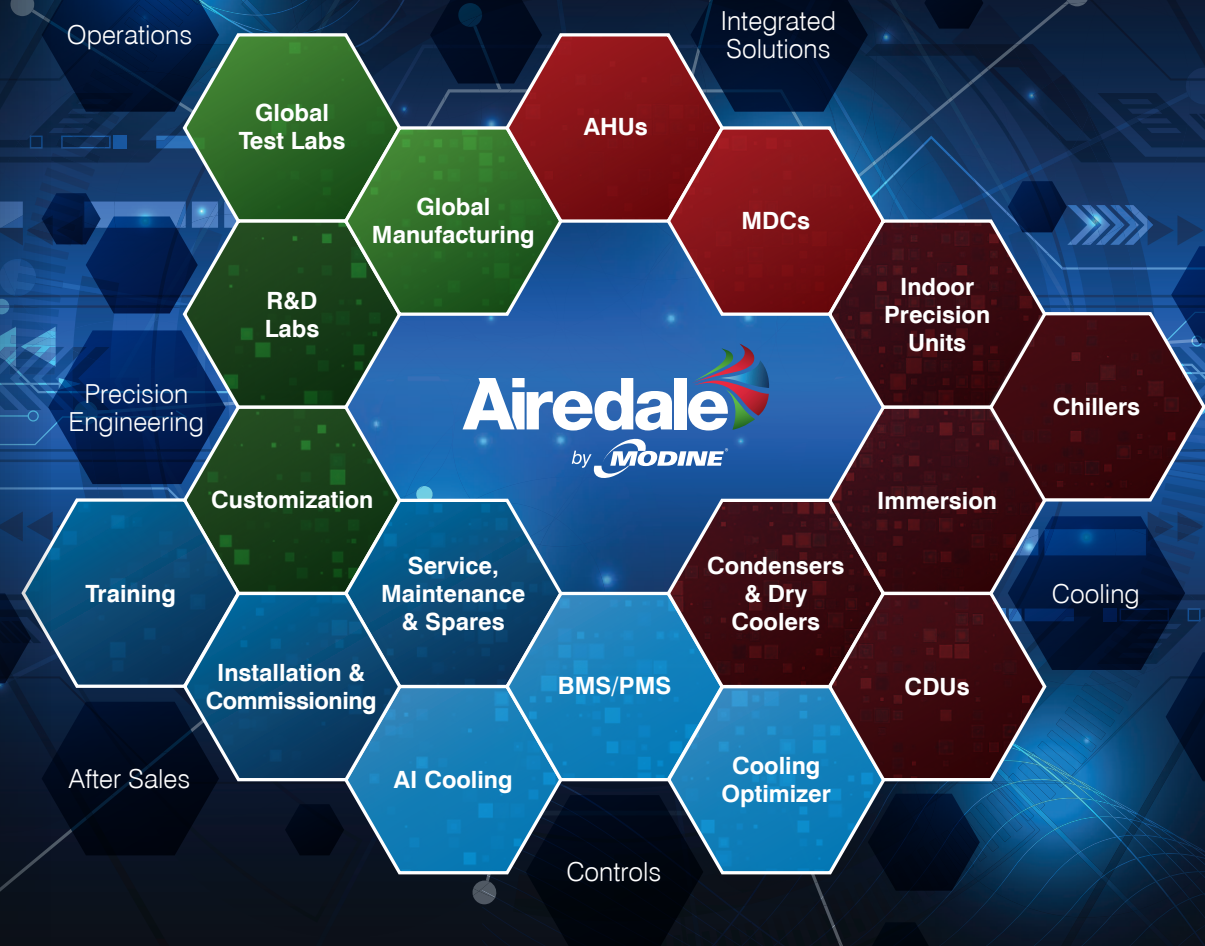 Operations
Integrated
Solutions
Global
Test Labs
AHUs
Global
Manufacturing
MDCs
R&D
Labs
Indoor
Precision
Units
Precision
Engineering
Airedale
by MODINE
Chillers
Customization
Immersion
Training
Service,
Maintenance
& Spares
Condensers
& Dry
Coolers
Cooling
Installation &
Commissioning
BMS/PMS
CDUs
After Sales
AI Cooling
Cooling
Optimizer
Controls